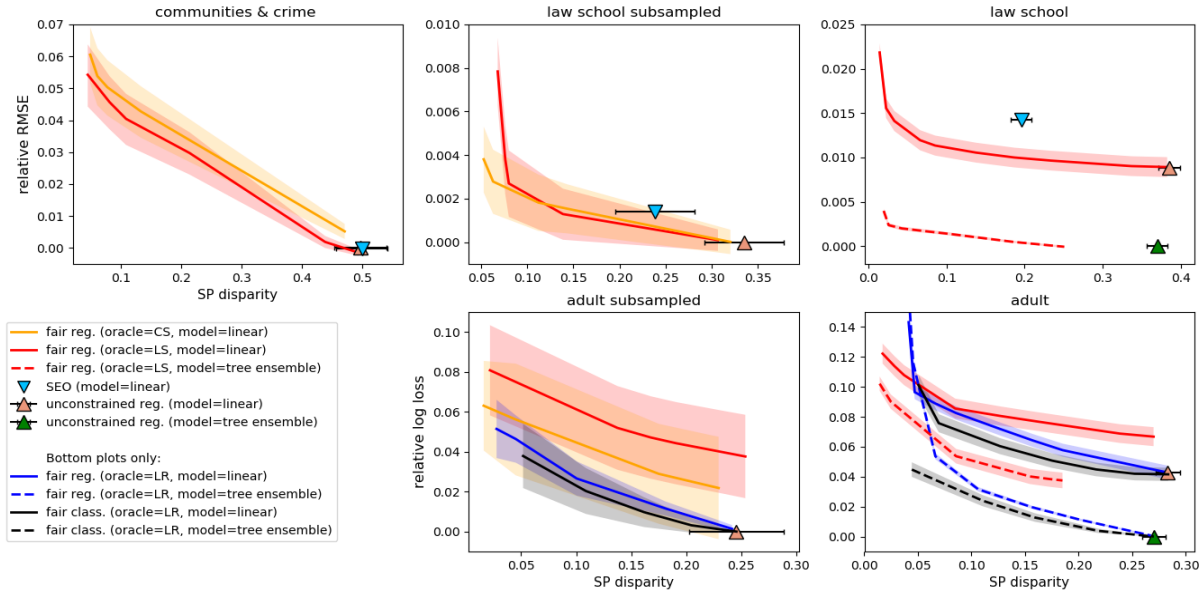 communities & crime
0.07
0.06
0.05
0.04
0.03
0.02
0.01
0.00
relative RMSE
0.1 0.2 0.3 0.4 0.5
SP disparity
law school subsampled
0.008
0.006
0.004
0.002
0.000
0.05 0.10 0.15 0.20 0.25 0.30 0.35
law school
0.025
0.020
0.015
0.010
0.005
0.000
0.0 0.1 0.2 0.3 0.4
fair reg. (oracle=CS, model=linear)
fair reg. (oracle=LS, model=linear)
fair reg. (oracle=LS, model=tree ensemble)
SEO (model=linear)
unconstrained reg. (model=linear)
unconstrained reg. (model=tree ensemble)
Bottom plots only:
fair reg. (oracle=LR, model=linear)
fair reg. (oracle=LR, model=tree ensemble)
fair class. (oracle=LR, model=linear)
fair class. (oracle=LR, model=tree ensemble)
adult subsampled
0.10
0.08
0.06
0.04
0.02
0.00
relative log loss
0.00 0.05 0.10 0.15 0.20 0.25 0.30
SP disparity
adult
0.14
0.12
0.10
0.08
0.06
0.04
0.02
0.00
0.00 0.05 0.10 0.15 0.20 0.25 0.30
SP disparity